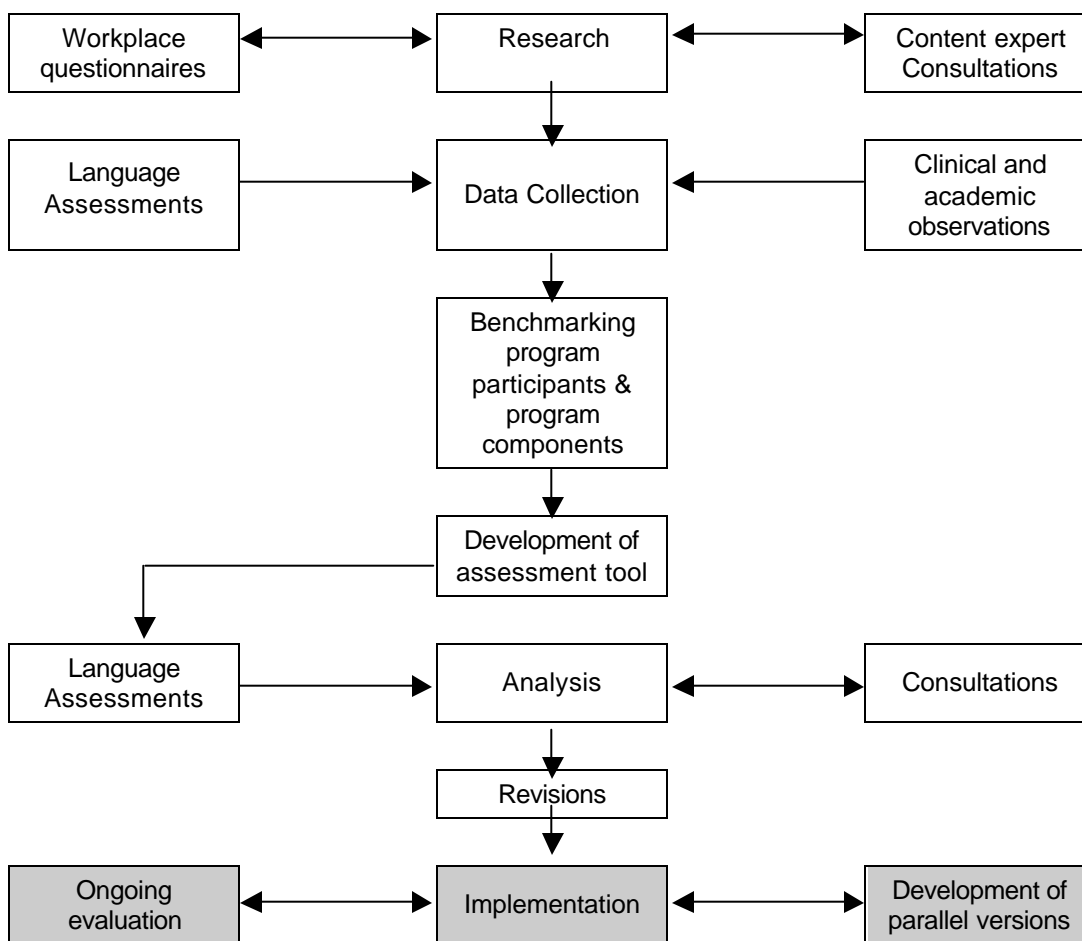 Workplace
questionnaires
Research
Content expert
Consultations
Language
Assessments
Data Collection
Clinical and
academic
observations
Benchmarking
program
participants &
program
components
Development of
assessment tool
Language
Assessments
Analysis
Consultations
Revisions
Ongoing
evaluation
Implementation
Development of
parallel versions